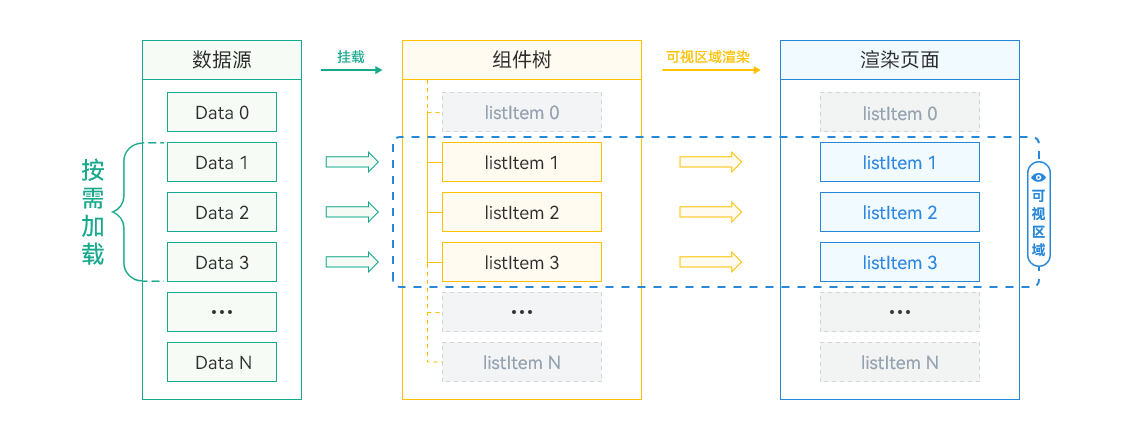 数据源
挂载
组件树
可视区域渲染
渲染页面
按需加载
Data 0
Data 1
Data 2
Data 3
•••
Data N
listItem 0
listItem 1
listItem 2
listItem 3
•••
listItem N
listItem 0
listItem 1
listItem 2
listItem 3
•••
listItem N
可视区域